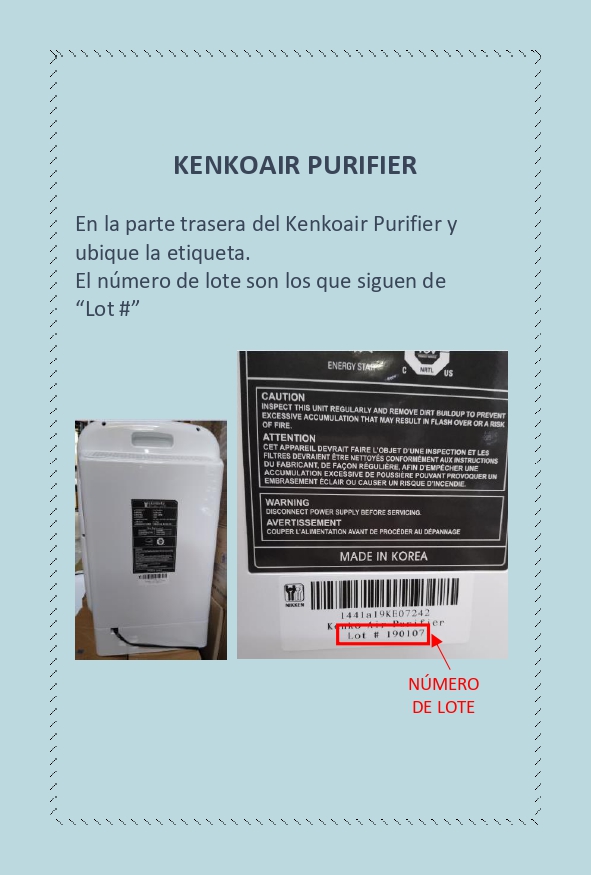 KENKOAIR PURIFIER
En la parte trasera del Kenkoair Purifier y
ubique la etiqueta.
El número de lote son los que siguen de
“Lot #”
ENERGY STAR
C NRTL US
CAUTION
INSPECT THIS UNIT REGULARLY AND REMOVE DIRT BUILDUP TO PREVENT
EXCESSIVE ACCUMULATION THAT MAY RESULT IN FLASH OVER OR A RISK
OF FIRE.
ATTENTION
CET APPAREIL DEVRAIT FAIRE L'OBJET D'UNE INSPECTION ET LES
FILTRES DEVRAIENT ÊTRE NETTOYÉS CONFORMÉMENT AUX INSTRUCTIONS
DU FABRICANT, DE FAÇON RÉGULIÈRE, AFIN D'EMPÊCHER UNE
ACCUMULATION EXCESSIVE DE POUSSIÈRE POUVANT PROVOQUER UN
EMBRASEMENT ÉCLAIR OU CAUSER UN RISQUE D'INCENDIE.
WARNING
DISCONNECT POWER SUPPLY BEFORE SERVICING.
AVERTISSEMENT
COUPER L'ALIMENTATION AVANT DE PROCÉDER AU DÉPANNAGE
MADE IN KOREA
NIKKEN
1441a19KE07242
Kenko Air Purifier
Lot # 190107
NÚMERO
DE LOTE